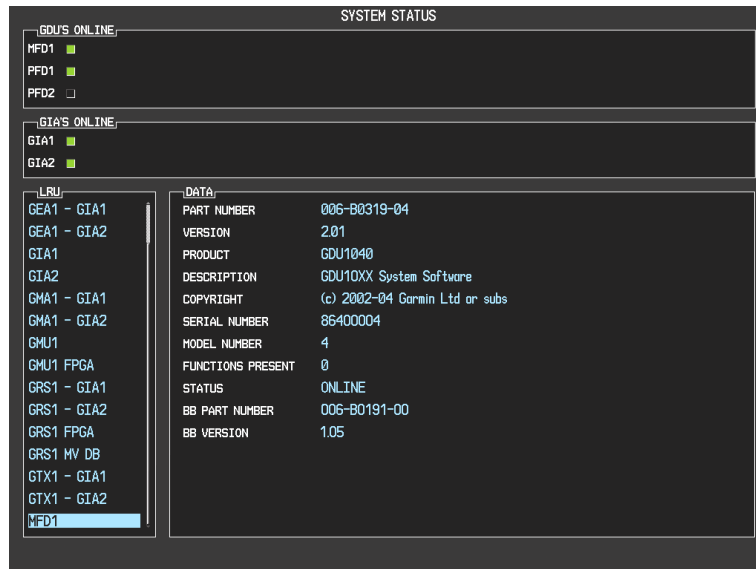 SYSTEM STATUS
GDU'S ONLINE
MFD1
PFD1
PFD2
GIA'S ONLINE
GIA1
GIA2
LRU
GEA1 - GIA1
GEA1 - GIA2
GIA1
GIA2
GMA1 - GIA1
GMA1 - GIA2
GMU1
GMU1 FPGA
GRS1 - GIA1
GRS1 - GIA2
GRS1 FPGA
GRS1 MV DB
GTX1 - GIA1
GTX1 - GIA2
MFD1
DATA
PART NUMBER 006-B0319-04
VERSION 2.01
PRODUCT GDU1040
DESCRIPTION GDU10XX System Software
COPYRIGHT (c) 2002-04 Garmin Ltd or subs
SERIAL NUMBER 86400004
MODEL NUMBER 4
FUNCTIONS PRESENT 0
STATUS ONLINE
BB PART NUMBER 006-B0191-00
BB VERSION 1.05